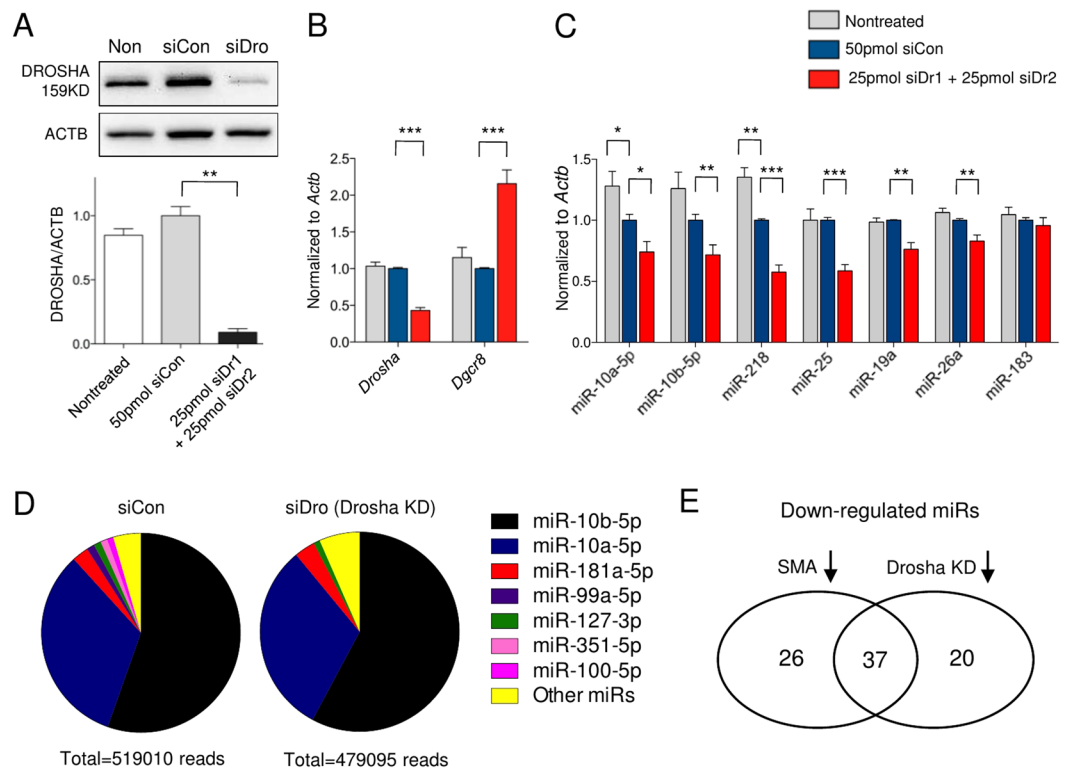 A
Non siCon siDro
DROSHA
159KD
ACTB
**
DROSHA/ACTB
1.0
0.5
0.0
Nontreated
50pmol siCon
25pmol siDr1
+ 25pmol siDr2
B
*** ***
Normalized to Actb
2.5
2.0
1.5
1.0
0.5
0.0
Drosha
Dgcr8
C
Nontreated
50pmol siCon
25pmol siDr1 + 25pmol siDr2
* **
* ** *** *** ** **
Normalized to Actb
1.5
1.0
0.5
0.0
miR-10a-5p
miR-10b-5p
miR-218
miR-25
miR-19a
miR-26a
miR-183
D
siCon
siDro (Drosha KD)
Total=519010 reads
Total=479095 reads
miR-10b-5p
miR-10a-5p
miR-181a-5p
miR-99a-5p
miR-127-3p
miR-351-5p
miR-100-5p
Other miRs
E
Down-regulated miRs
SMA Drosha KD
26 37 20